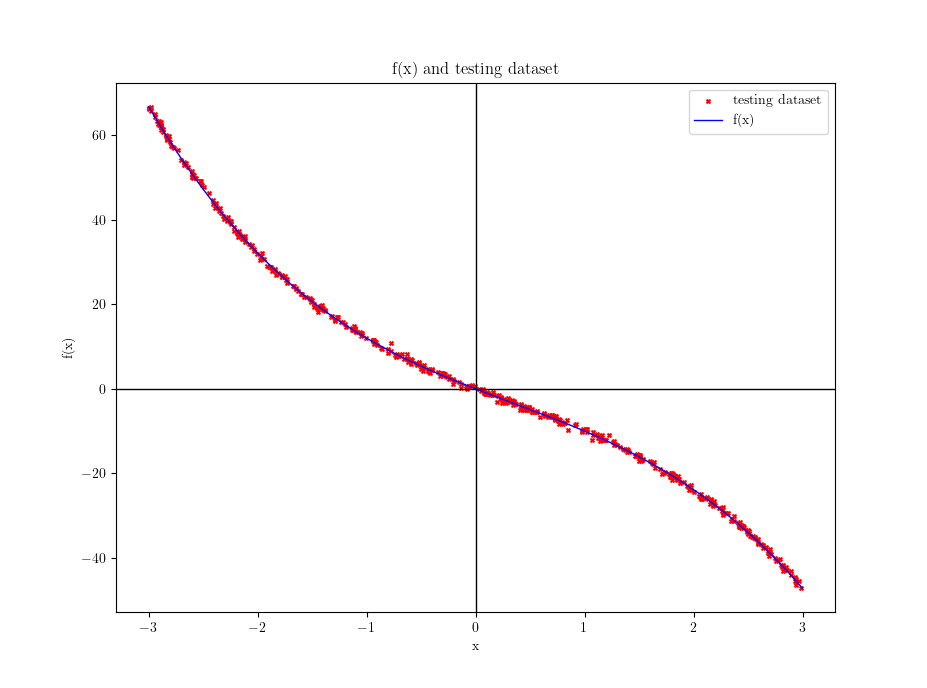 f(x) and testing dataset
testing dataset
f(x)
60
40
20
0
−20
−40
f(x)
−3
−2
−1
0
1
2
3
x